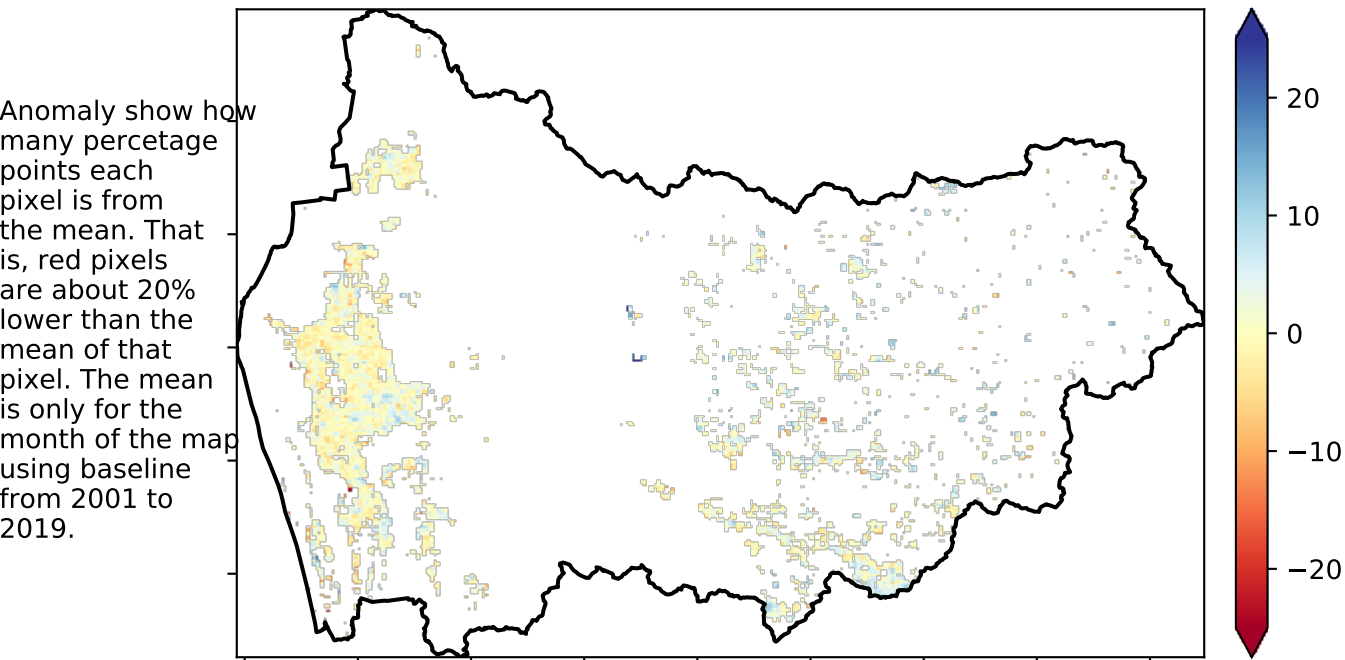 Anomaly show how
many percetage
points each
pixel is from
the mean. That
is, red pixels
are about 20%
lower than the
mean of that
pixel. The mean
is only for the
month of the map
using baseline
from 2001 to
2019.
20
10
0
−10
−20